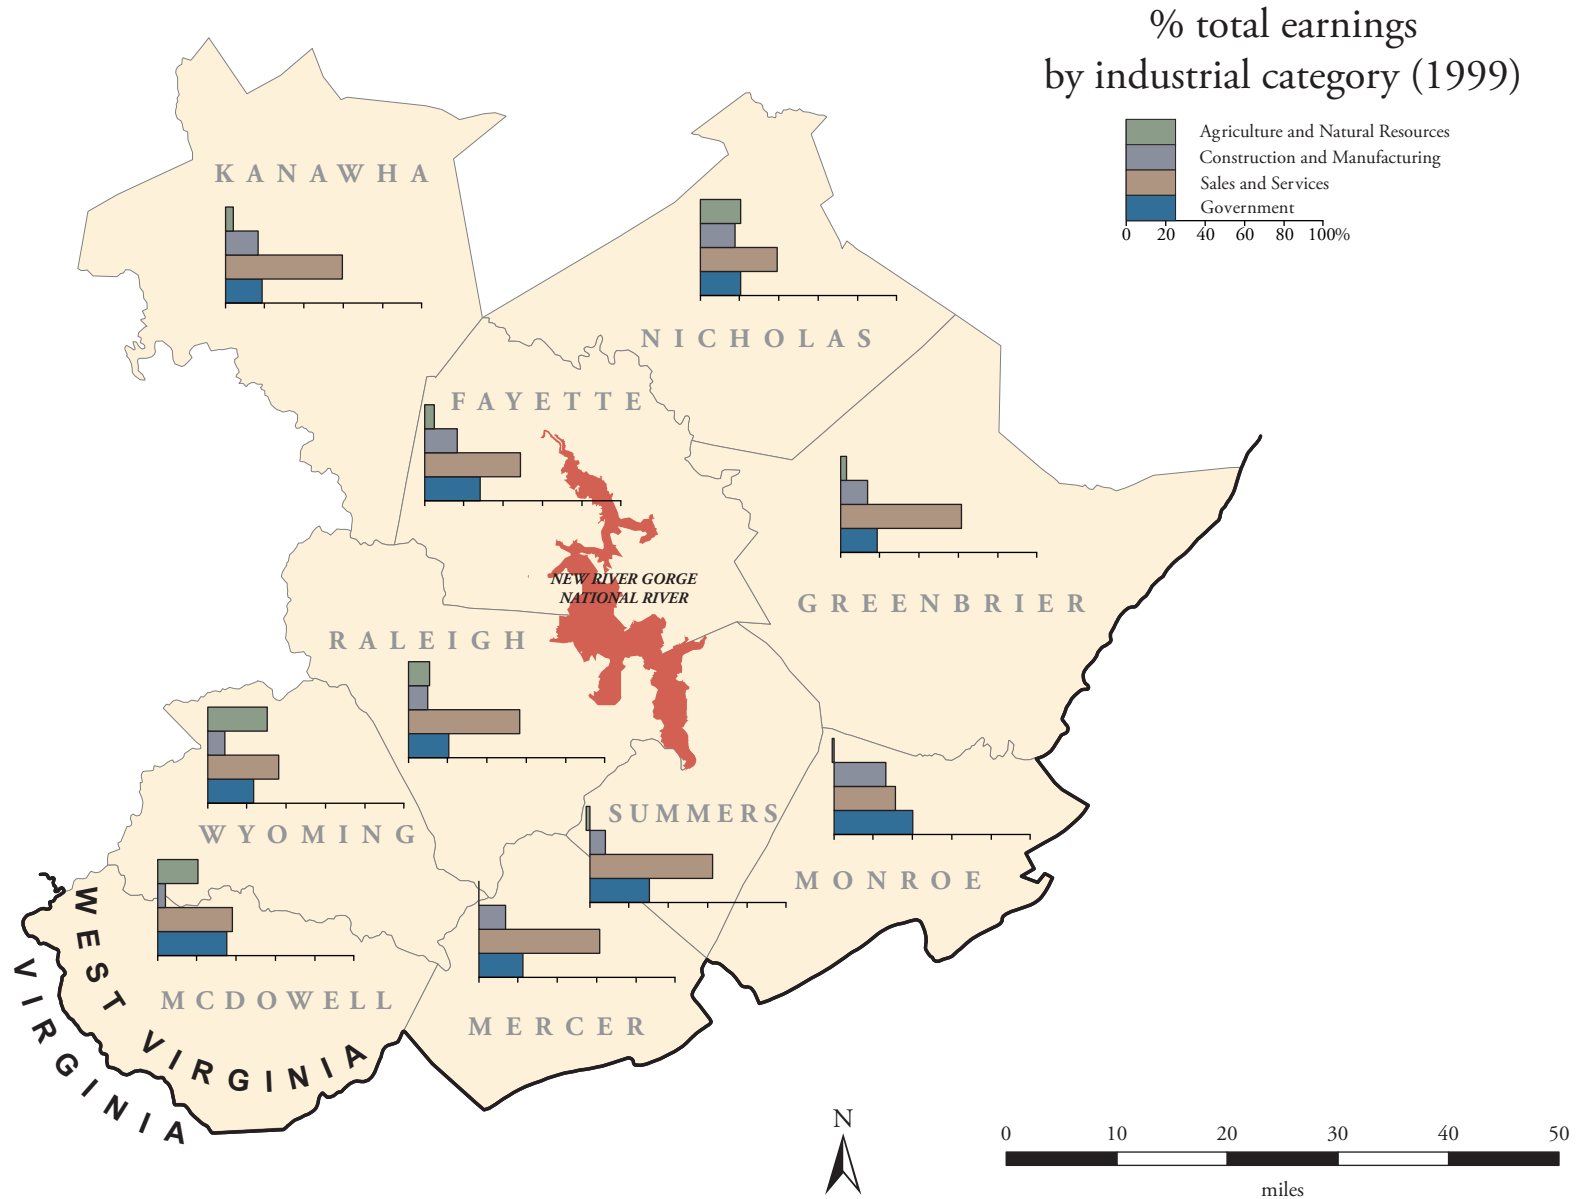 % total earnings
by industrial category (1999)
Agriculture and Natural Resources
Construction and Manufacturing
Sales and Services
Government
0 20 40 60 80 100%
KANAWHA
NICHOLAS
FAYETTE
NEW RIVER GORGE
NATIONAL RIVER
GREENBRIER
RALEIGH
SUMMERS
WYOMING
MONROE
MCDOWELL
MERCER
WEST VIRGINIA
VIRGINIA
N
0 10 20 30 40 50
miles